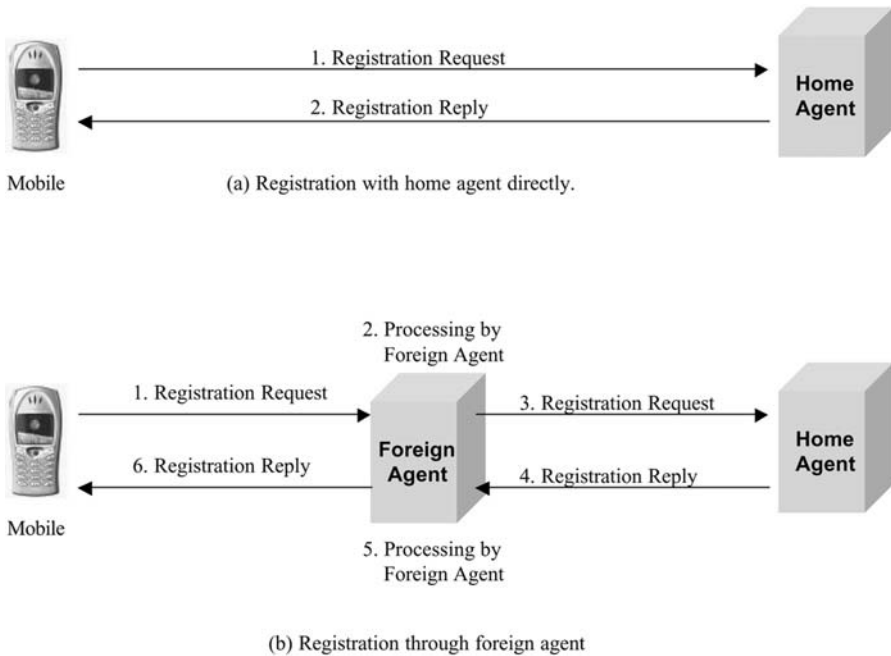 1. Registration Request
2. Registration Reply
Home
Agent
Mobile
(a) Registration with home agent directly.
2. Processing by
Foreign Agent
1. Registration Request
3. Registration Request
Foreign
Agent
Home
Agent
6. Registration Reply
4. Registration Reply
Mobile
5. Processing by
Foreign Agent
(b) Registration through foreign agent